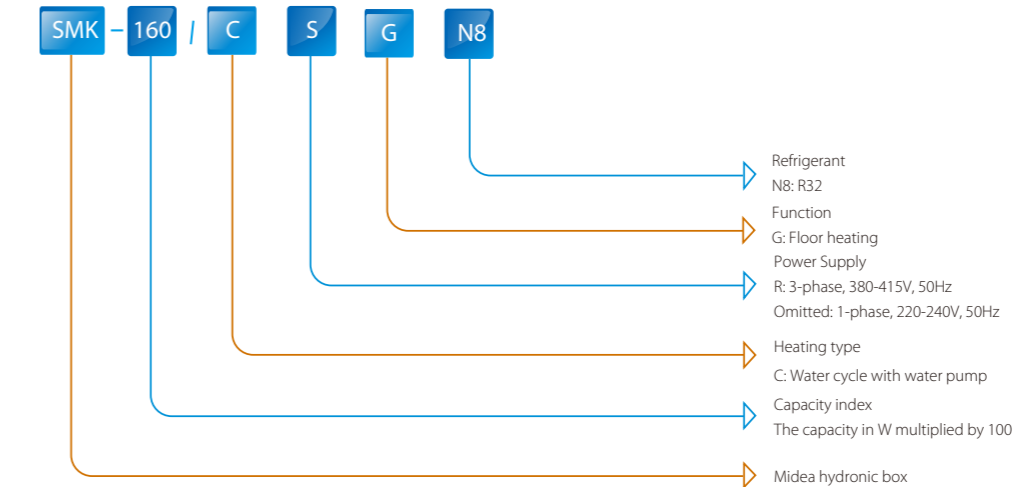 SMK – 160 / C S G N8
Refrigerant
N8: R32
Function
G: Floor heating
Power Supply
R: 3-phase, 380-415V, 50Hz
Omitted: 1-phase, 220-240V, 50Hz
Heating type
C: Water cycle with water pump
Capacity index
The capacity in W multiplied by 100
Midea hydronic box